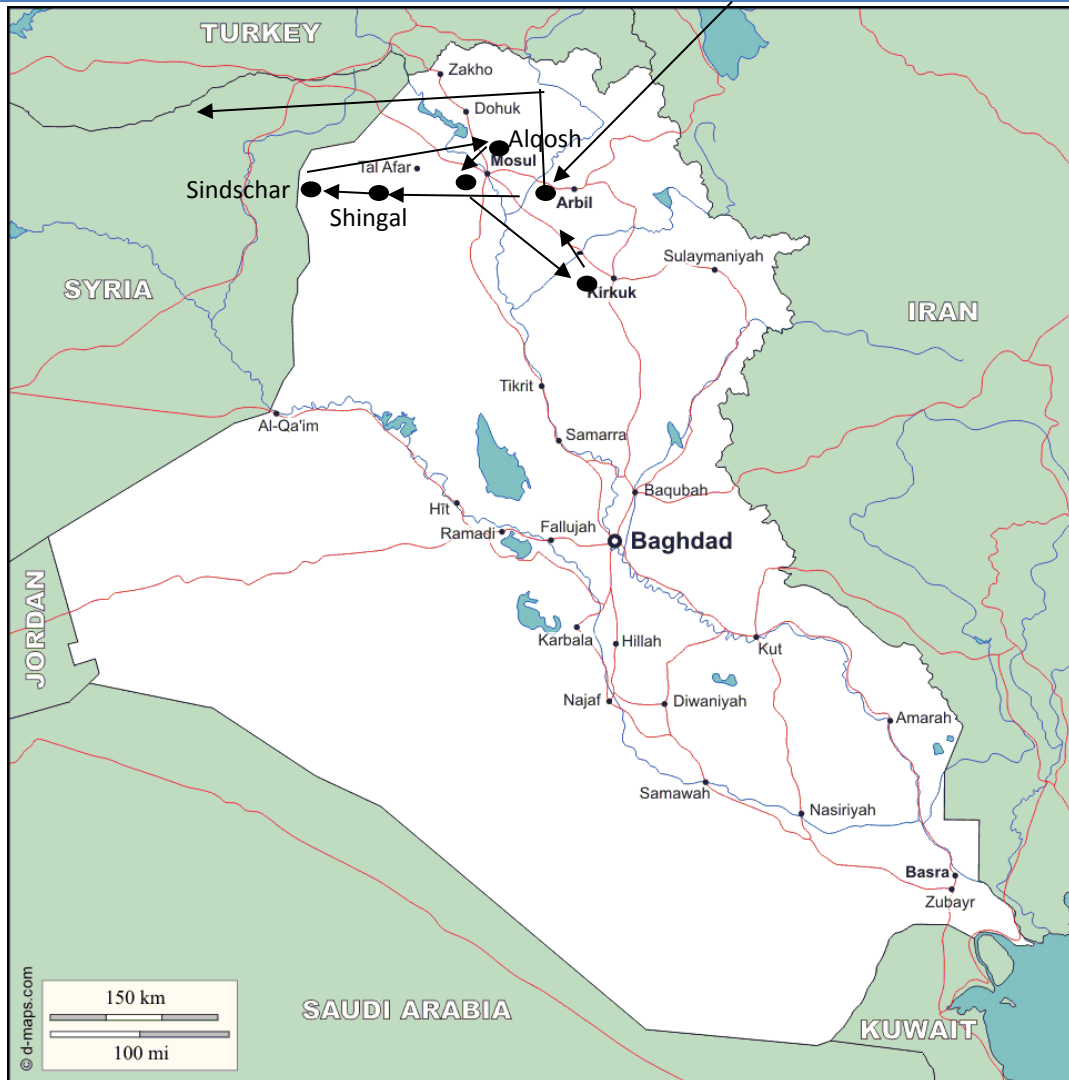 TURKEY
Zakho
Dohuk
Alqosh
Mosul
Tal Afar
Sindschar
Shingal
Arbil
Sulaymaniyah
SYRIA
Kirkuk
IRAN
Tikrit
Al-Qa'im
Samarra
Baqubah
Hīt
Ramadi
Fallujah
Baghdad
JORDAN
Karbala
Hillah
Kut
Najaf
Diwaniyah
Amarah
Samawah
Nasiriyah
Basra
Zubayr
150 km
100 mi
SAUDI ARABIA
KUWAIT
© d-maps.com